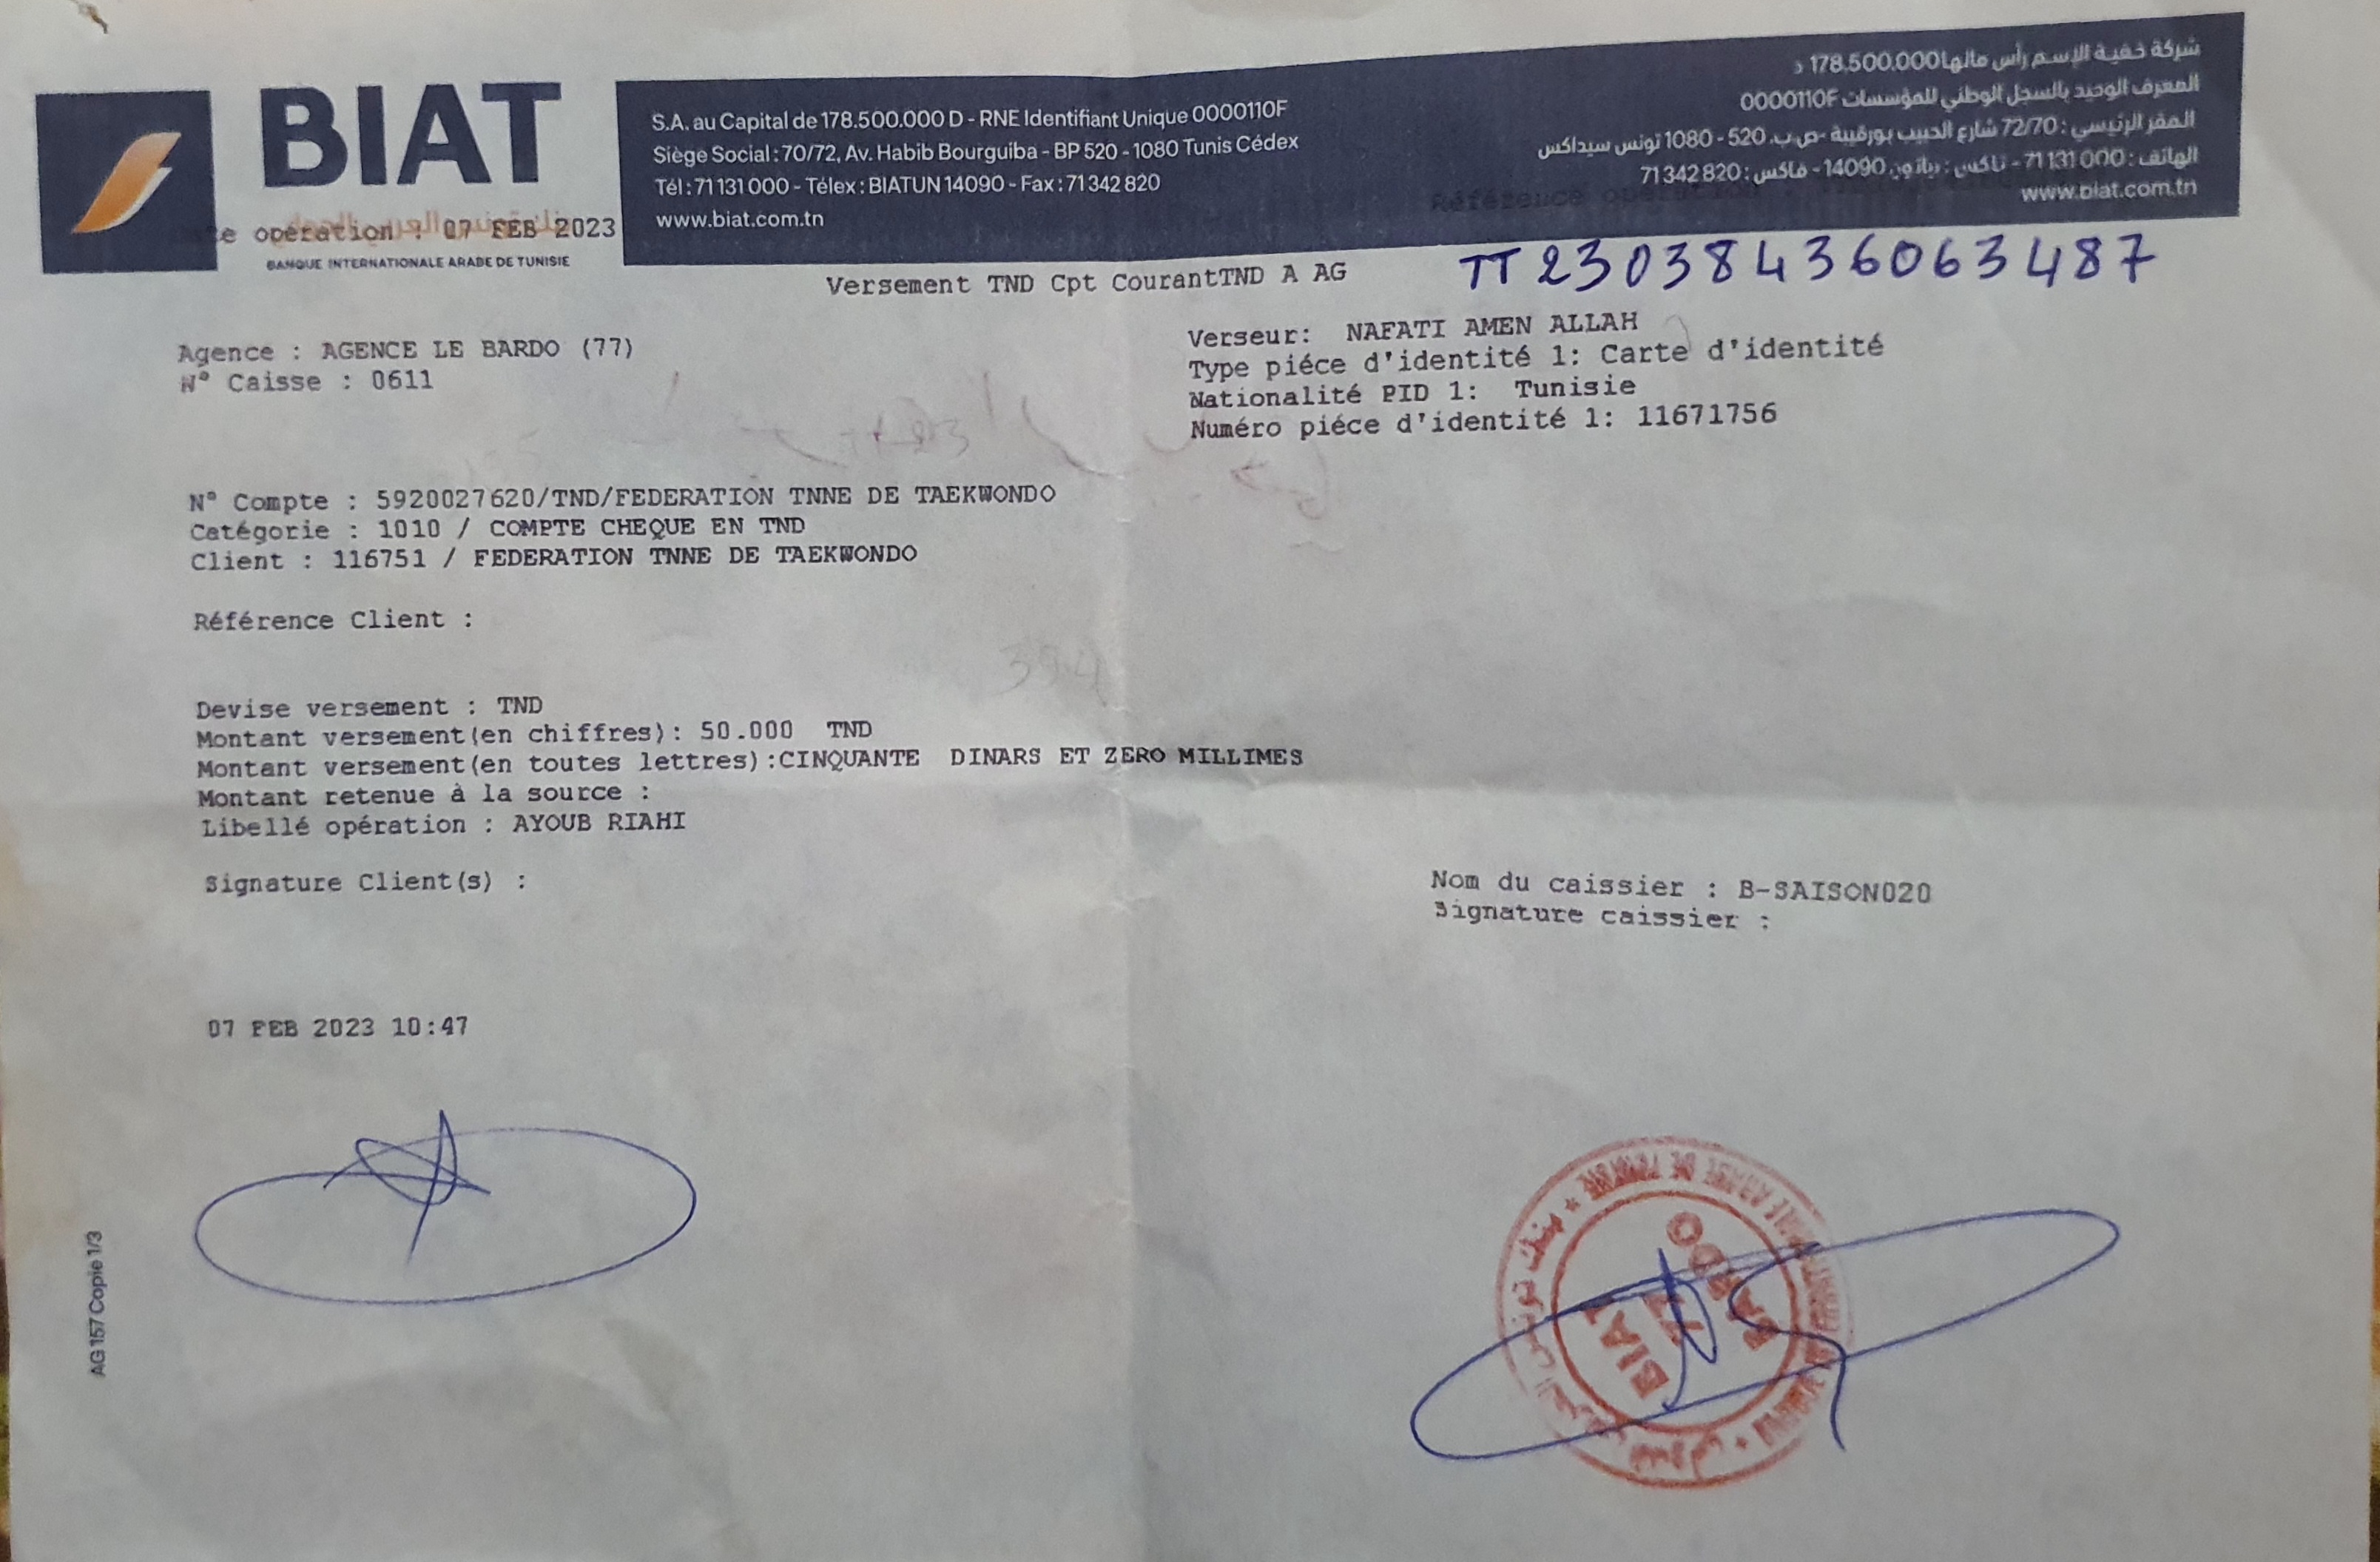 BIAT
BANQUE INTERNATIONALE ARABE DE TUNISIE
S.A. au Capital de 178.500.000 D - RNE Identifiant Unique 0000110F
Siège Social : 70/72, Av. Habib Bourguiba - BP 520 - 1080 Tunis Cédex
Tél : 71 131 000 - Télex : BIATUN 14090 - Fax : 71 342 820
www.biat.com.tn
شركة خفية الإسم رأس مالها 178.500.000 د
المعرف الوحيد بالسجل الوطني للمؤسسات 0000110F
المقر الرئيسي : 72/70 شارع الحبيب بورقيبة -ص ب. 520 - 1080 تونس سيداكس
الهاتف : 71 131 000 - تلكس : بياتون 14090 - فاكس : 71 342 820
www.biat.com.tn
Référence opération
e opération : 07 FEB 2023
TT23038436063487
Versement TND Cpt CourantTND A AG
Agence : AGENCE LE BARDO (77)
N° Caisse : 0611
Verseur: NAFATI AMEN ALLAH
Type piéce d'identité 1: Carte d'identité
Nationalité PID 1: Tunisie
Numéro piéce d'identité 1: 11671756
N° Compte : 5920027620/TND/FEDERATION TNNE DE TAEKWONDO
Catégorie : 1010 / COMPTE CHEQUE EN TND
Client : 116751 / FEDERATION TNNE DE TAEKWONDO
Référence Client :
Devise versement : TND
Montant versement(en chiffres): 50.000 TND
Montant versement(en toutes lettres):CINQUANTE DINARS ET ZERO MILLIMES
Montant retenue à la source :
Libellé opération : AYOUB RIAHI
Signature Client(s) :
Nom du caissier : B-SAISON020
Signature caissier :
07 FEB 2023 10:47
BIAT
77
BARDO
AG 157 Copie 1/3